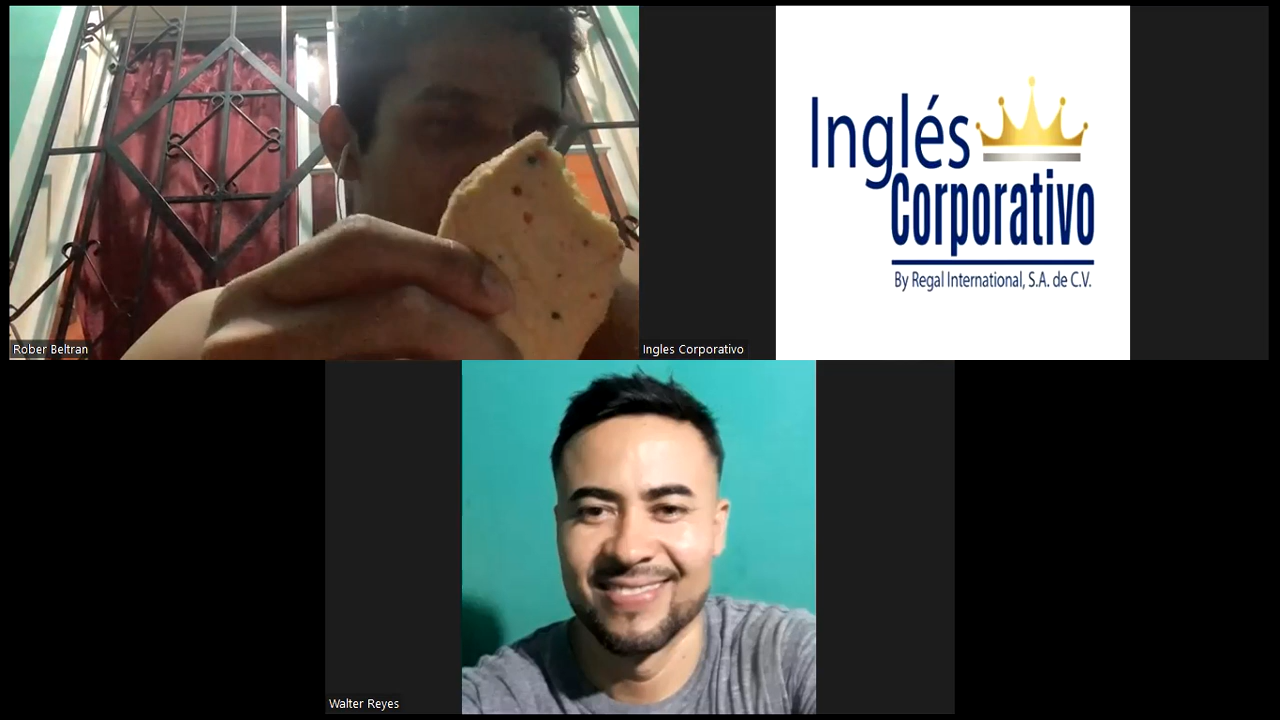 Inglés
Corporativo
By Regal International, S.A. de C.V.
Rober Beltran
Ingles Corporativo
Walter Reyes